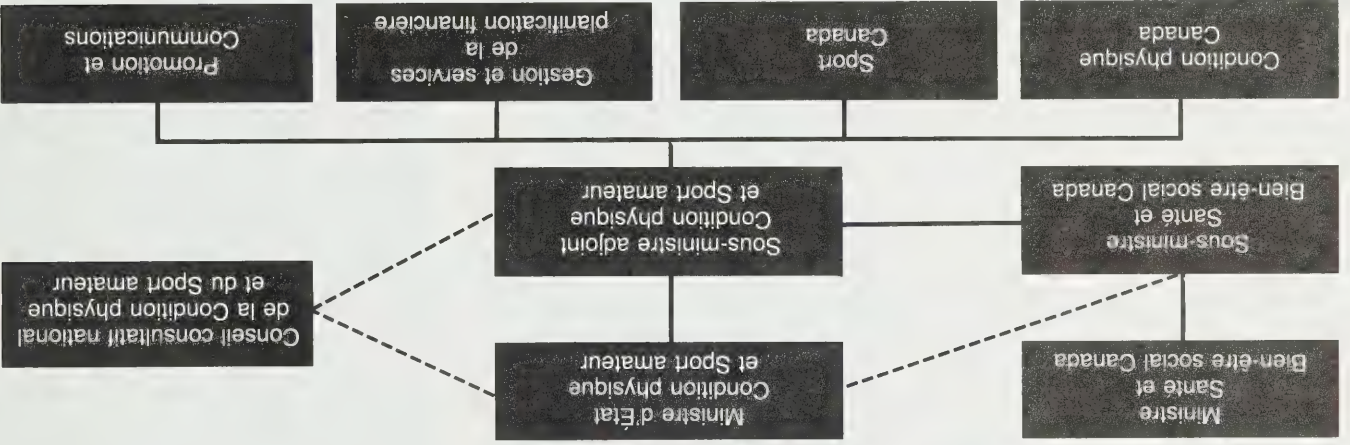 Ministre
Santé et
Bien-être social Canada
Ministre d'État
Condition physique
et Sport amateur
Conseil consultatif national
de la Condition physique
et du Sport amateur
Sous-ministre
Santé et
Bien-être social Canada
Sous-ministre adjoint
Condition physique
et Sport amateur
Condition physique
Canada
Sport
Canada
Gestion et services
de la
planification financière
Promotion et
Communications